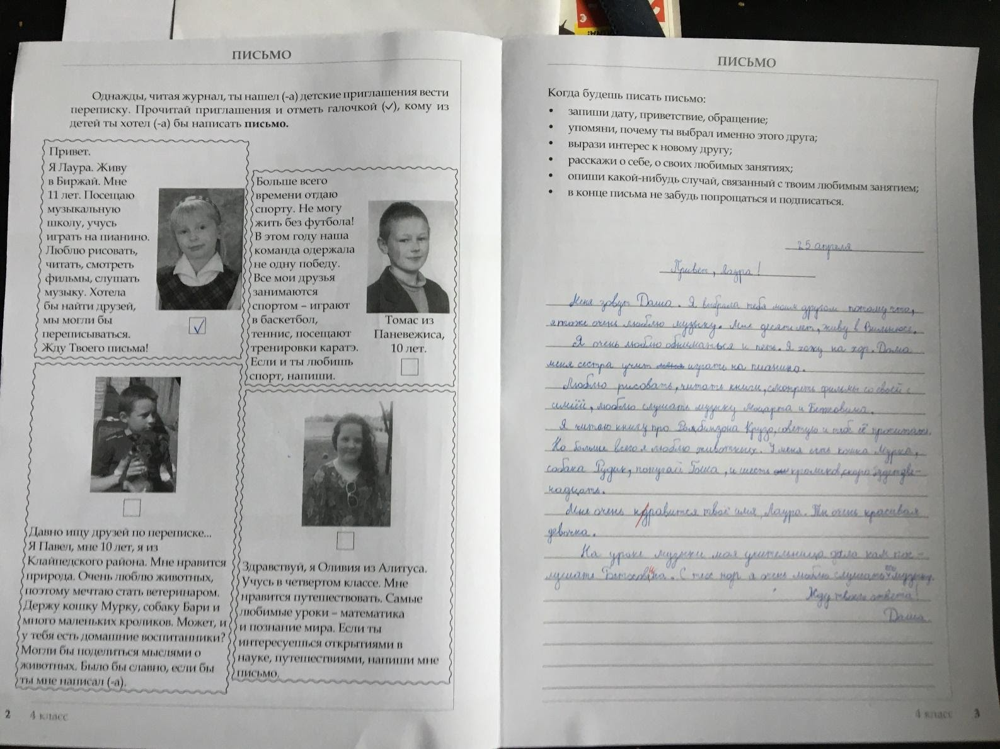 ПИСЬМО
Однажды, читая журнал, ты нашел (-а) детские приглашения вести
переписку. Прочитай приглашения и отметь галочкой (✓), кому из
детей ты хотел (-а) бы написать письмо.
Привет.
Я Лаура. Живу
в Биржай. Мне
11 лет. Посещаю
музыкальную
школу, учусь
играть на пианино.
Люблю рисовать,
читать, смотреть
фильмы, слушать
музыку. Хотела
бы найти друзей,
мы могли бы
переписываться.
Жду Твоего письма!
✓
Больше всего
времени отдаю
спорту. Не могу
жить без футбола!
В этом году наша
команда одержала
не одну победу.
Все мои друзья
занимаются
спортом – играют
в баскетбол,
теннис, посещают
тренировки каратэ.
Если и ты любишь
спорт, напиши.
Томас из
Паневежиса,
10 лет.
Давно ищу друзей по переписке...
Я Павел, мне 10 лет, я из
Клайпедского района. Мне нравится
природа. Очень люблю животных,
поэтому мечтаю стать ветеринаром.
Держу кошку Мурку, собаку Бари и
много маленьких кроликов. Может, и
у тебя есть домашние воспитанники?
Могли бы поделиться мыслями о
животных. Было бы славно, если бы
ты мне написал (-а).
Здравствуй, я Оливия из Алитуса.
Учусь в четвертом классе. Мне
нравится путешествовать. Самые
любимые уроки – математика
и познание мира. Если ты
интересуешься открытиями в
науке, путешествиями, напиши мне
письмо.
2 4 класс
ПИСЬМО
Когда будешь писать письмо:
• запиши дату, приветствие, обращение;
• упомяни, почему ты выбрал именно этого друга;
• вырази интерес к новому другу;
• расскажи о себе, о своих любимых занятиях;
• опиши какой-нибудь случай, связанный с твоим любимым занятием;
• в конце письма не забудь попрощаться и подписаться.
25 апреля
Привет, Лаура!
Меня зовут Даша. Я выбрала тебя моим другом потому что,
я тоже очень люблю музыку. Мне десять лет, живу в Вильнюсе.
Я очень люблю обниматься и петь. Я хожу на хор. Дома
меня сестра учит играть на пианино.
Люблю рисовать, читать книги, смотреть фильмы со своей
семьёй, люблю слушать музыку Моцарта и Бетховина.
Я читаю книгу про Крузо, советую и тебе её прочитать.
Но больше всего я люблю животных. У меня есть кошка Мурка,
собака Рудик, попугай Гоша, и шесть кроликов, скоро будет две-
надцать.
Мне очень нравится твоё имя, Лаура. Ты очень красивая
девочка.
На уроке музыки моя учительница дала нам пос-
лушать Бетховина. С тех пор я очень люблю слушать его музыку.
Жду твоего ответа!
Даша
4 класс 3